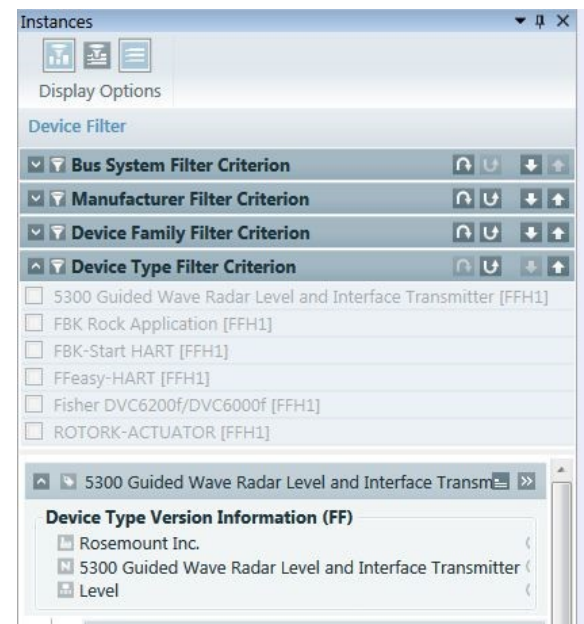 Instances
Display Options
Device Filter
Bus System Filter Criterion
Manufacturer Filter Criterion
Device Family Filter Criterion
Device Type Filter Criterion
5300 Guided Wave Radar Level and Interface Transmitter [FFH1]
FBK Rock Application [FFH1]
FBK-Start HART [FFH1]
FFeasy-HART [FFH1]
Fisher DVC6200f/DVC6000f [FFH1]
ROTORK-ACTUATOR [FFH1]
5300 Guided Wave Radar Level and Interface Transm
Device Type Version Information (FF)
Rosemount Inc.
N 5300 Guided Wave Radar Level and Interface Transmitter
Level